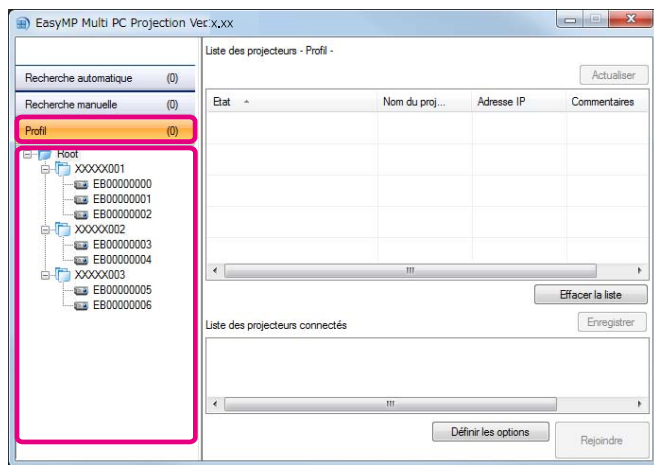 EasyMP Multi PC Projection Ver.x.xx
Liste des projecteurs - Profil -
Recherche automatique (0)
Actualiser
Recherche manuelle (0)
Etat Nom du proj... Adresse IP Commentaires
Profil (0)
Root
XXXXX001
EB00000000
EB00000001
EB00000002
XXXXX002
EB00000003
EB00000004
XXXXX003
EB00000005
EB00000006
Effacer la liste
Liste des projecteurs connectés
Enregistrer
Définir les options
Rejoindre